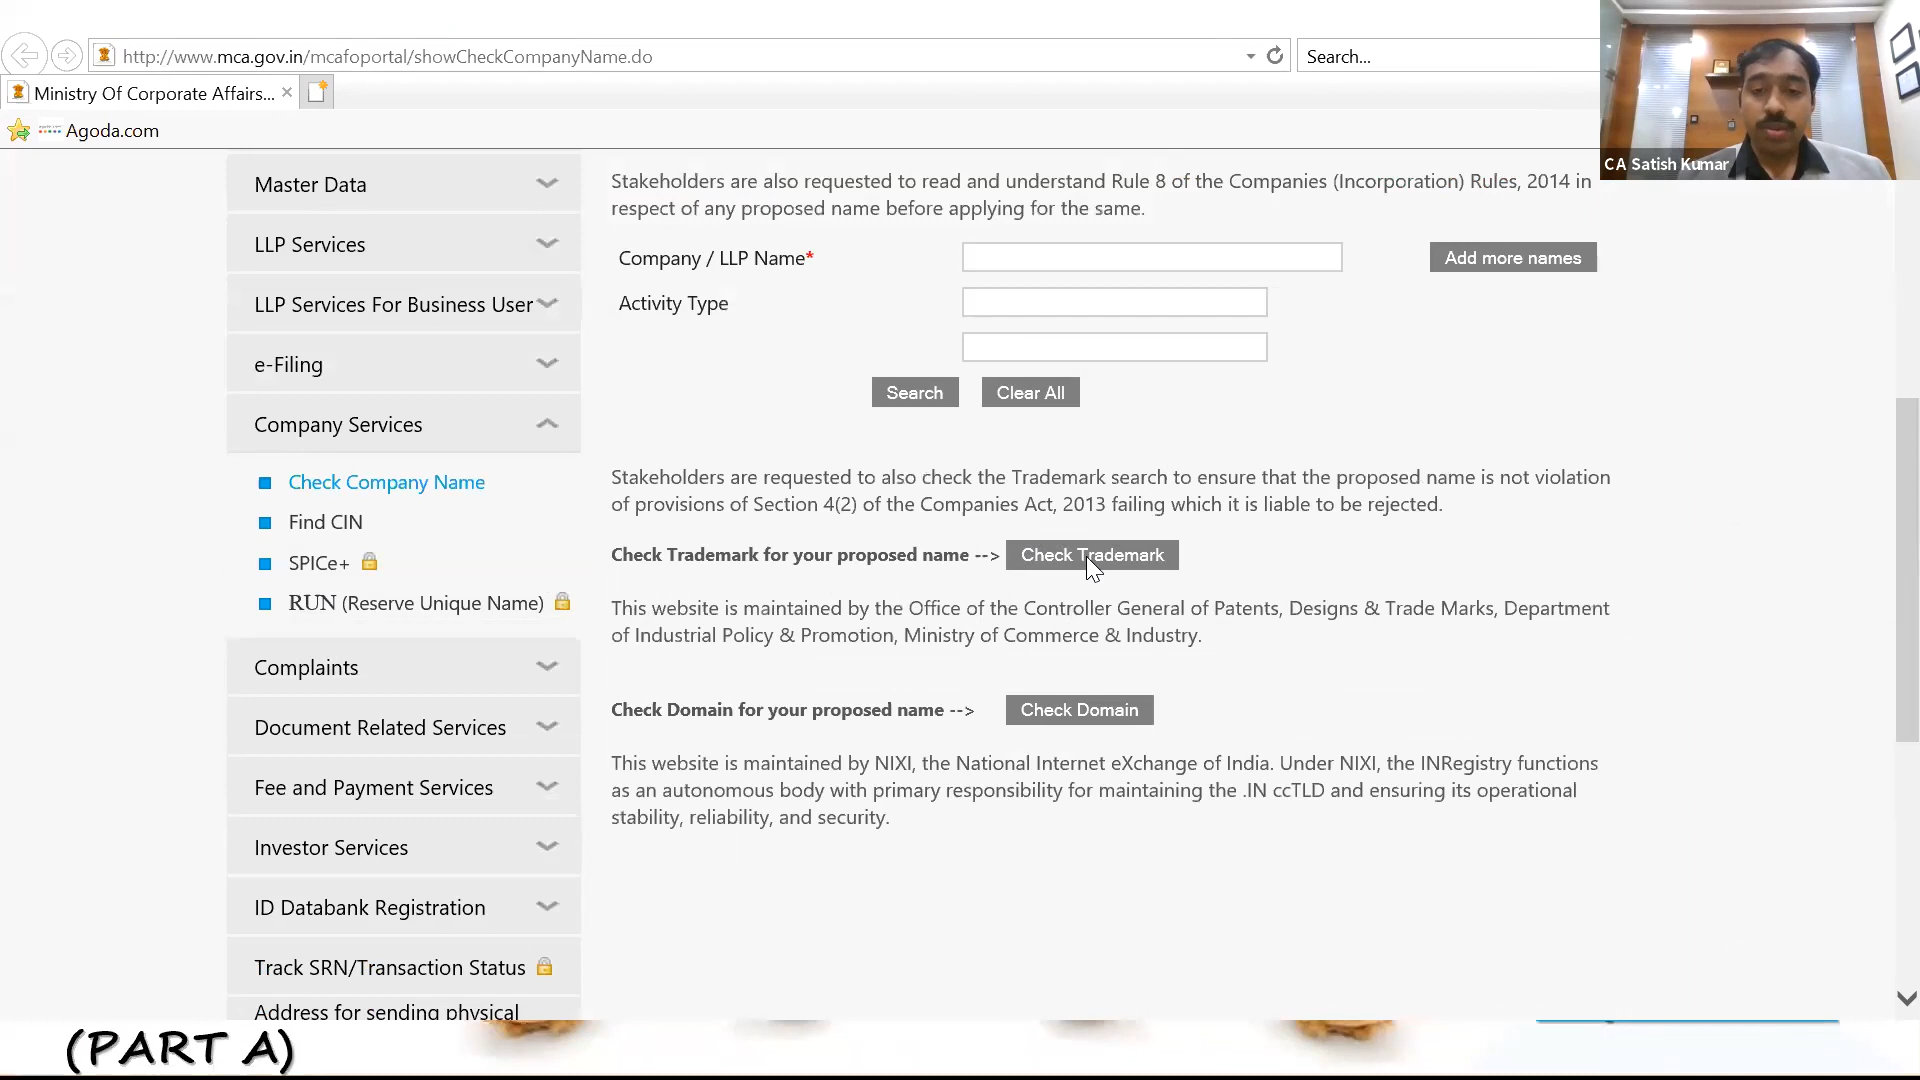 http://www.mca.gov.in/mcafoportal/showCheckCompanyName.do
Search...
Ministry Of Corporate Affairs...
Agoda.com
C A Satish Kumar
Master Data
LLP Services
LLP Services For Business User
e-Filing
Company Services
Check Company Name
Find CIN
SPICe+
RUN (Reserve Unique Name)
Complaints
Document Related Services
Fee and Payment Services
Investor Services
ID Databank Registration
Track SRN/Transaction Status
Address for sending physical
Stakeholders are also requested to read and understand Rule 8 of the Companies (Incorporation) Rules, 2014 in
respect of any proposed name before applying for the same.
Company / LLP Name*
Add more names
Activity Type
Search Clear All
Stakeholders are requested to also check the Trademark search to ensure that the proposed name is not violation
of provisions of Section 4(2) of the Companies Act, 2013 failing which it is liable to be rejected.
Check Trademark for your proposed name --> Check Trademark
This website is maintained by the Office of the Controller General of Patents, Designs & Trade Marks, Department
of Industrial Policy & Promotion, Ministry of Commerce & Industry.
Check Domain for your proposed name --> Check Domain
This website is maintained by NIXI, the National Internet eXchange of India. Under NIXI, the INRegistry functions
as an autonomous body with primary responsibility for maintaining the .IN ccTLD and ensuring its operational
stability, reliability, and security.
(PART A)